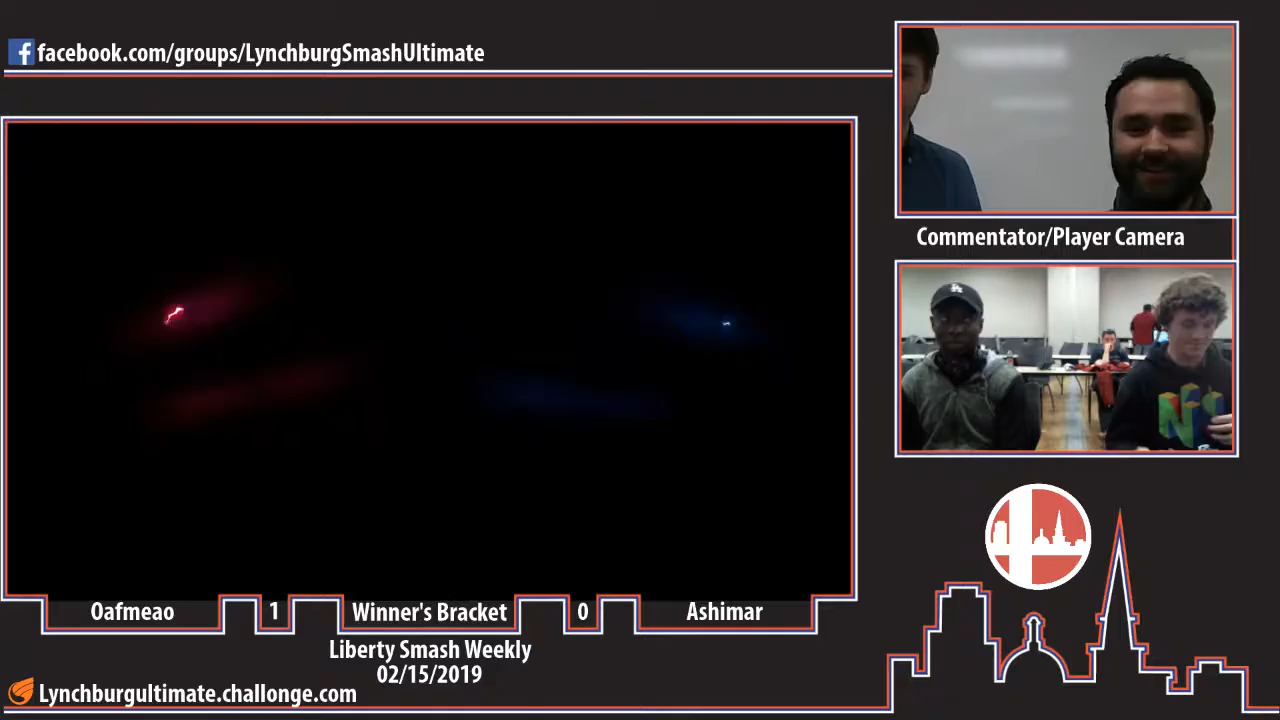 facebook.com/groups/LynchburgSmashUltimate
Commentator/Player Camera
LA
N
Oafmeao 1 Winner's Bracket 0 Ashimar
Liberty Smash Weekly
02/15/2019
Lynchburgultimate.challonge.com